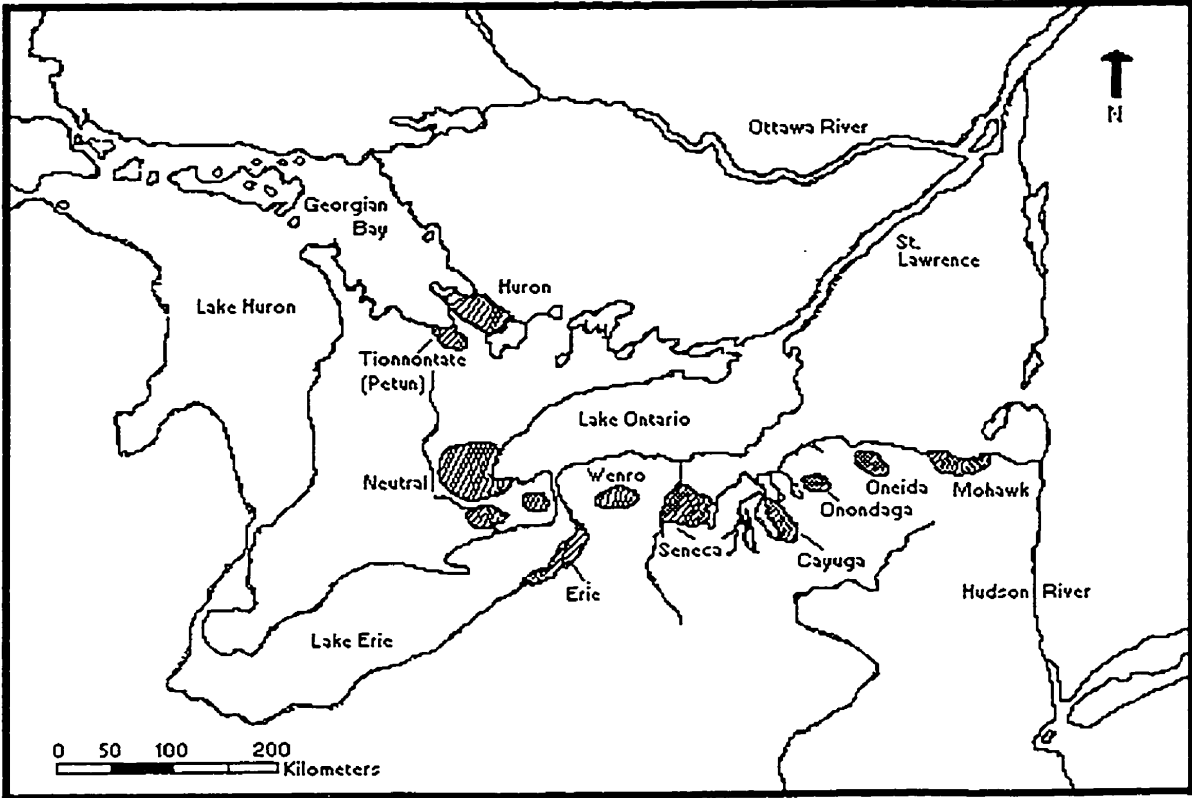 N
Ottawa River
Georgian
Bay
St.
Lawrence
Huron
Lake Huron
Tionnontate
(Petun)
Lake Ontario
Neutral
Wenro
Oneida
Mohawk
Onondaga
Seneca
Cayuga
Erie
Hudson River
Lake Erie
0 50 100 200
Kilometers